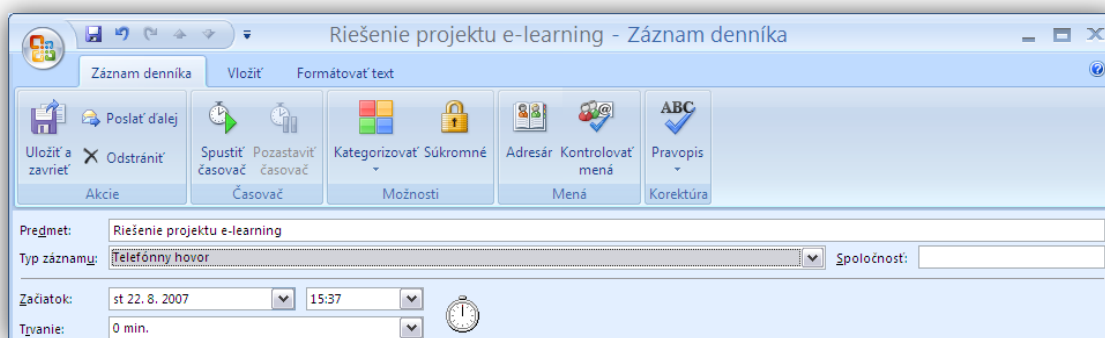 Riešenie projektu e-learning - Záznam denníka
Záznam denníka Vložiť Formátovať text
Uložiť a zavrieť
Poslať ďalej
Odstrániť
Spustiť časovač
Pozastaviť časovač
Kategorizovať
Súkromné
Adresár
Kontrolovať mená
ABC
Pravopis
Akcie Časovač Možnosti Mená Korektúra
Predmet: Riešenie projektu e-learning
Typ záznamu: Telefónny hovor Spoločnosť:
Začiatok: st 22. 8. 2007 15:37
Trvanie: 0 min.